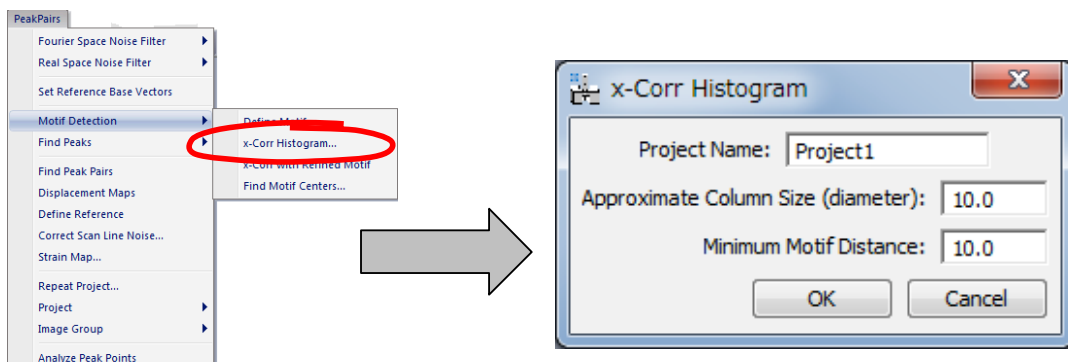 PeakPairs
Fourier Space Noise Filter
Real Space Noise Filter
Set Reference Base Vectors
Motif Detection
Find Peaks
Find Peak Pairs
Displacement Maps
Define Reference
Correct Scan Line Noise...
Strain Map...
Repeat Project...
Project
Image Group
Analyze Peak Points
Define Motif
x-Corr Histogram...
x-Corr with Refined Motif
Find Motif Centers...
x-Corr Histogram
Project Name: Project1
Approximate Column Size (diameter): 10.0
Minimum Motif Distance: 10.0
OK Cancel